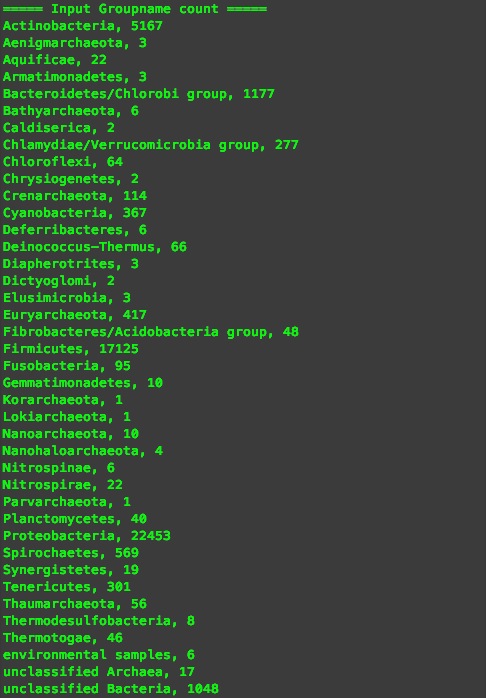 ====== Input Groupname count ======
Actinobacteria, 5167
Aenigmarchaeota, 3
Aquificae, 22
Armatimonadetes, 3
Bacteroidetes/Chlorobi group, 1177
Bathyarchaeota, 6
Caldiserica, 2
Chlamydiae/Verrucomicrobia group, 277
Chloroflexi, 64
Chrysiogenetes, 2
Crenarchaeota, 114
Cyanobacteria, 367
Deferribacteres, 6
Deinococcus-Thermus, 66
Diapherotrites, 3
Dictyoglomi, 2
Elusimicrobia, 3
Euryarchaeota, 417
Fibrobacteres/Acidobacteria group, 48
Firmicutes, 17125
Fusobacteria, 95
Gemmatimonadetes, 10
Korarchaeota, 1
Lokiarchaeota, 1
Nanoarchaeota, 10
Nanohaloarchaeota, 4
Nitrospinae, 6
Nitrospirae, 22
Parvarchaeota, 1
Planctomycetes, 40
Proteobacteria, 22453
Spirochaetes, 569
Synergistetes, 19
Tenericutes, 301
Thaumarchaeota, 56
Thermodesulfobacteria, 8
Thermotogae, 46
environmental samples, 6
unclassified Archaea, 17
unclassified Bacteria, 1048